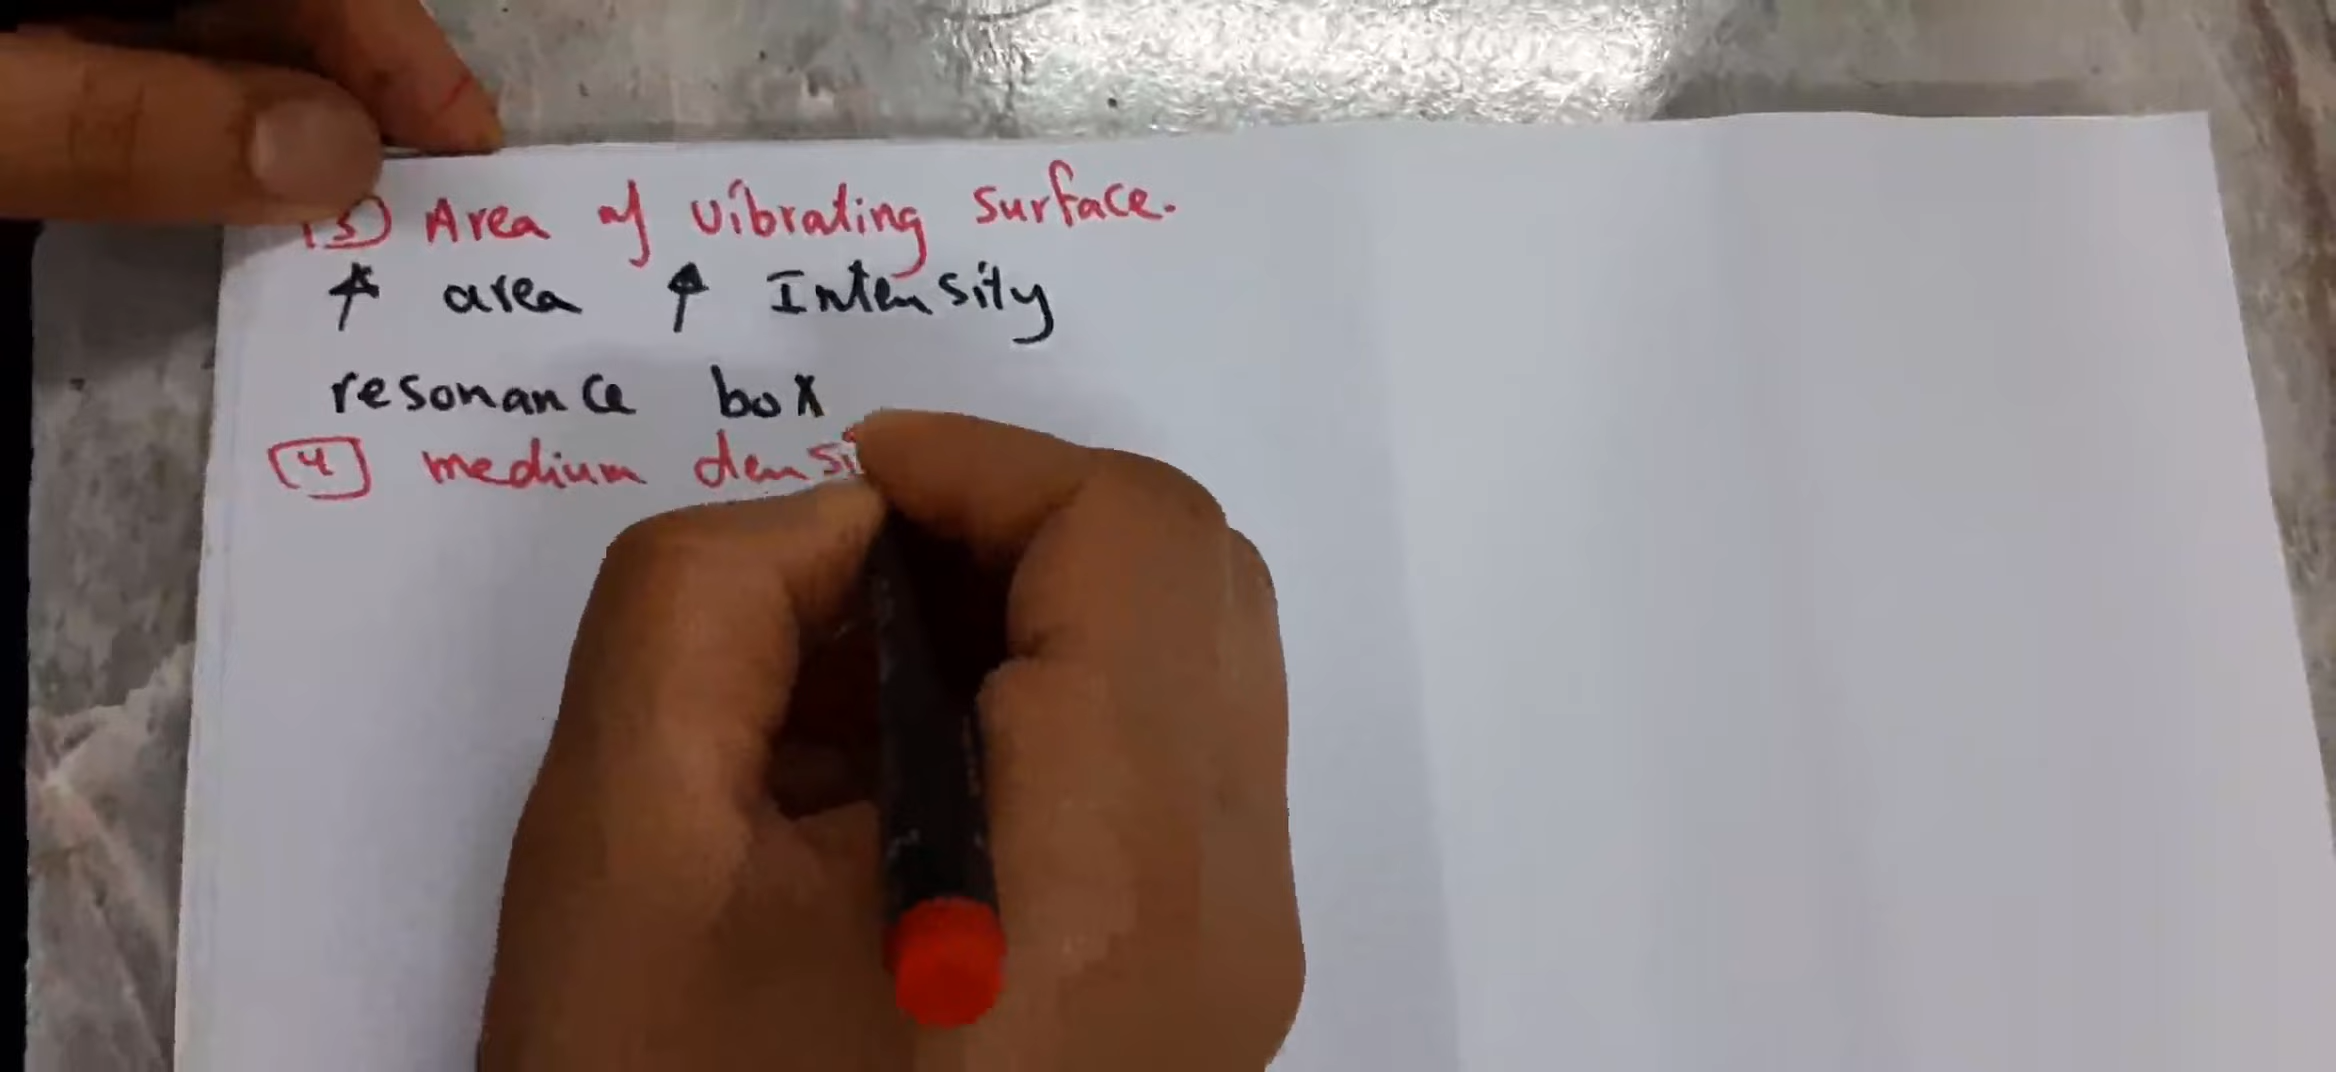 [3] Area of vibrating surface.
↑ area ↑ Intensity
resonance box
[4] medium densi